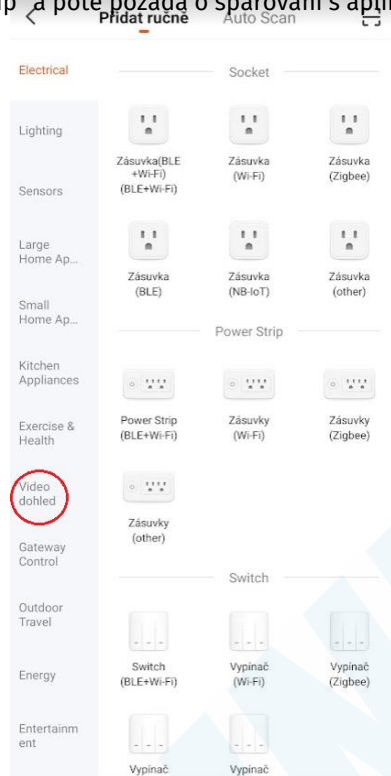 a poté požádá o spárování s
Přidat ručně
Auto Scan
Electrical
Lighting
Sensors
Large
Home Ap...
Small
Home Ap...
Kitchen
Appliances
Exercise &
Health
Video
dohled
Gateway
Control
Outdoor
Travel
Energy
Entertainm
ent
Socket
Zásuvka(BLE
+Wi-Fi)
(BLE+Wi-Fi)
Zásuvka
(Wi-Fi)
Zásuvka
(Zigbee)
Zásuvka
(BLE)
Zásuvka
(NB-IoT)
Zásuvka
(other)
Power Strip
Power Strip
(BLE+Wi-Fi)
Zásuvky
(Wi-Fi)
Zásuvky
(Zigbee)
Zásuvky
(other)
Switch
Switch
(BLE+Wi-Fi)
Vypínač
(Wi-Fi)
Vypínač
(Zigbee)
Vypínač
Vypínač